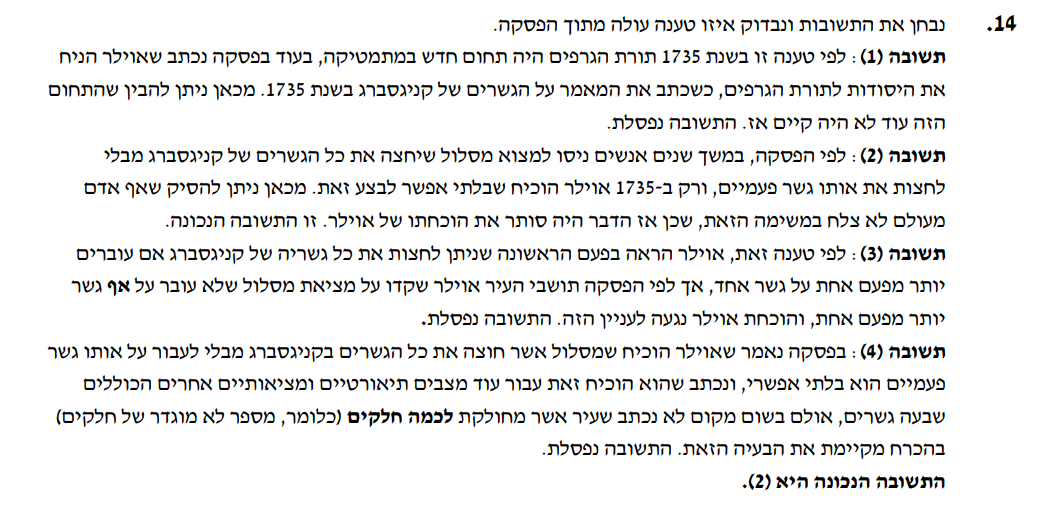 14. נבחן את התשובות ונבדוק איזו טענה עולה מתוך הפסקה.
תשובה (1): לפי טענה זו בשנת 1735 תורת הגרפים היה תחום חדש במתמטיקה, בעוד בפסקה נכתב שאוילר הניח
את היסודות לתורת הגרפים, כשכתב את המאמר על הגשרים של קניגסברג בשנת 1735. מכאן ניתן להבין שהתחום
הזה עוד לא היה קיים אז. התשובה נפסלת.
תשובה (2): לפי הפסקה, במשך שנים אנשים ניסו למצוא מסלול שיחצה את כל הגשרים של קניגסברג מבלי
לחצות את אותו גשר פעמיים, ורק ב-1735 אוילר הוכיח שבלתי אפשר לבצע זאת. מכאן ניתן להסיק שאף אדם
מעולם לא צלח במשימה הזאת, שכן אז הדבר היה סותר את הוכחתו של אוילר. זו התשובה הנכונה.
תשובה (3): לפי טענה זאת, אוילר הראה בפעם הראשונה שניתן לחצות את כל גשריה של קניגסברג אם עוברים
יותר מפעם אחת על גשר אחד, אך לפי הפסקה תושבי העיר אוילר שקדו על מציאת מסלול שלא עובר על אף גשר
יותר מפעם אחת, והוכחת אוילר נגעה לעניין הזה. התשובה נפסלת.
תשובה (4): בפסקה נאמר שאוילר הוכיח שמסלול אשר חוצה את כל הגשרים בקניגסברג מבלי לעבור על אותו גשר
פעמיים הוא בלתי אפשרי, ונכתב שהוא הוכיח זאת עבור עוד מצבים תיאורטיים ומציאותיים אחרים הכוללים
שבעה גשרים, אולם בשום מקום לא נכתב שעיר אשר מחולקת לכמה חלקים (כלומר, מספר לא מוגדר של חלקים)
בהכרח מקיימת את הבעיה הזאת. התשובה נפסלת.
התשובה הנכונה היא (2).